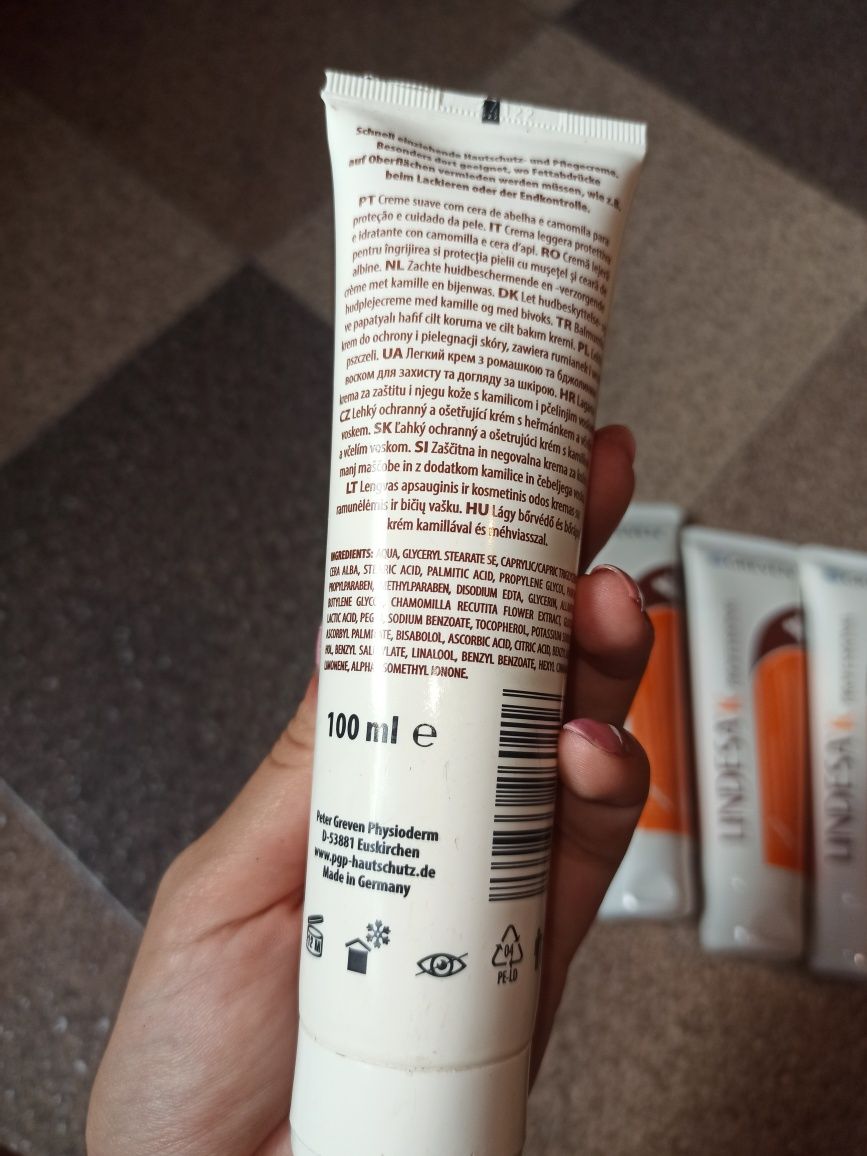 Schnell einziehende Hautschutz- und Pflegecreme.
Besonders dort geeignet, wo Fettabdrücke
auf Oberflächen vermieden werden müssen, wie z.B.
beim Lackieren oder der Endkontrolle.
PT Creme suave com cera de abelha e camomila para
proteção e cuidado da pele. IT Crema leggera protettiva
e idratante con camomilla e cera d'api. RO Cremă lejeră
pentru îngrijirea si protecţia pielii cu muşeţel şi ceară de
albine. NL Zachte huidbeschermende en -verzorgende
crème met kamille en bijenwas. DK Let hudbeskyttelse-
hudplejecreme med kamille og med bivoks. TR
ve papatyalı hafif cilt koruma ve cilt bakım kremi. PL
krem do ochrony i pielegnacji skóry, zawiera rumianek i
pszczeli. UA Легкий крем з ромашкою та бджолиним
воском для захисту та догляду за шкірою. HR
krema za zaštitu i njegu kože s kamilicom i pčelinjim
CZ Lehký ochranný a ošetřující krém s heřmánkem a
voskem. SK Ľahký ochranný a ošetrujúci krém s
a včelím voskom. SI Zaščitna in negovalna krema za
manj maščobe in z dodatkom kamilice in čebeljega
LT Lengvas apsauginis ir kosmetinis odos kremas su
ramunėlėmis ir bičių vašku. HU Lágy bőrvédő és
krém kamillával és méhviasszal.
INGREDIENTS: AQUA, GLYCERYL STEARATE SE, CAPRYLIC/CAPRIC
CERA ALBA, STEARIC ACID, PALMITIC ACID, PROPYLENE GLYCOL,
PROPYLPARABEN, METHYLPARABEN, DISODIUM EDTA, GLYCERIN,
BUTYLENE GLYCOL, CHAMOMILLA RECUTITA FLOWER EXTRACT,
LACTIC ACID, SODIUM BENZOATE, TOCOPHEROL, POTASSIUM
ASCORBYL PALMITATE, BISABOLOL, ASCORBIC ACID, CITRIC ACID,
BENZYL SALICYLATE, LINALOOL, BENZYL BENZOATE, HEXYL
LIMONENE, ALPHA-ISOMETHYL IONONE.
100 ml e
Peter Greven Physioderm
D-53881 Euskirchen
www.pgp-hautschutz.de
Made in Germany
12 M
04
PE-LD
LINDESA
LINDESA